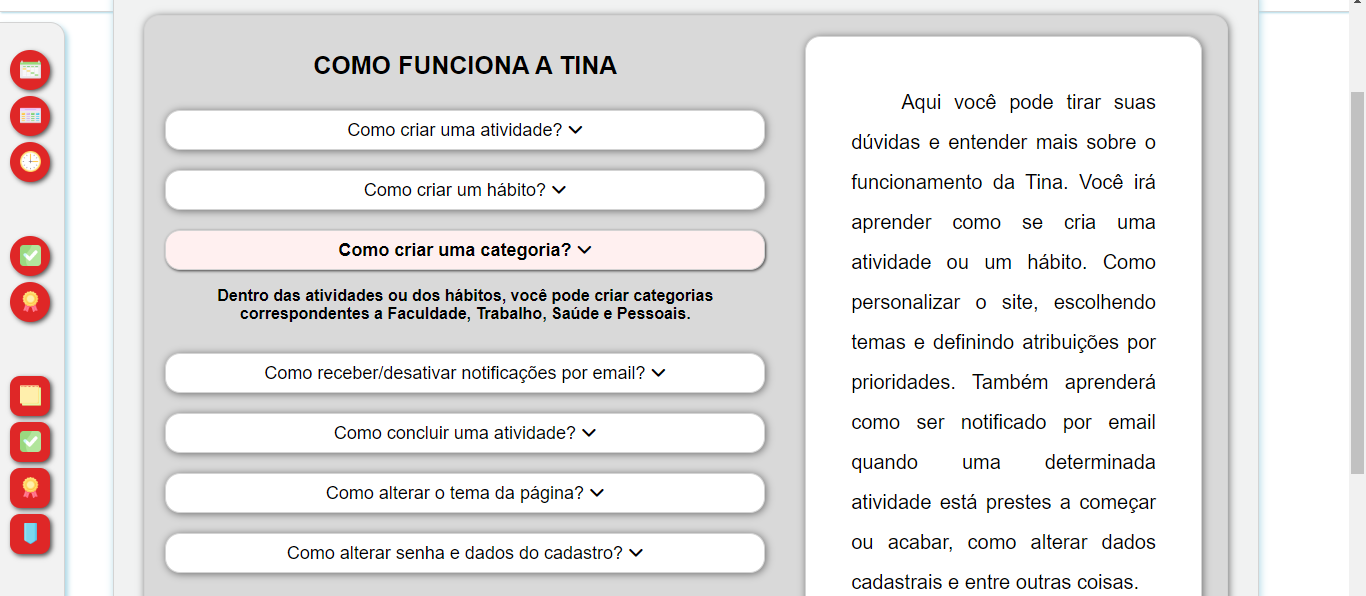 COMO FUNCIONA A TINA
Como criar uma atividade?
Como criar um hábito?
Como criar uma categoria?
Dentro das atividades ou dos hábitos, você pode criar categorias
correspondentes a Faculdade, Trabalho, Saúde e Pessoais.
Como receber/desativar notificações por email?
Como concluir uma atividade?
Como alterar o tema da página?
Como alterar senha e dados do cadastro?
Aqui você pode tirar suas
dúvidas e entender mais sobre o
funcionamento da Tina. Você irá
aprender como se cria uma
atividade ou um hábito. Como
personalizar o site, escolhendo
temas e definindo atribuições por
prioridades. Também aprenderá
como ser notificado por email
quando uma determinada
atividade está prestes a começar
ou acabar, como alterar dados
cadastrais e entre outras coisas.